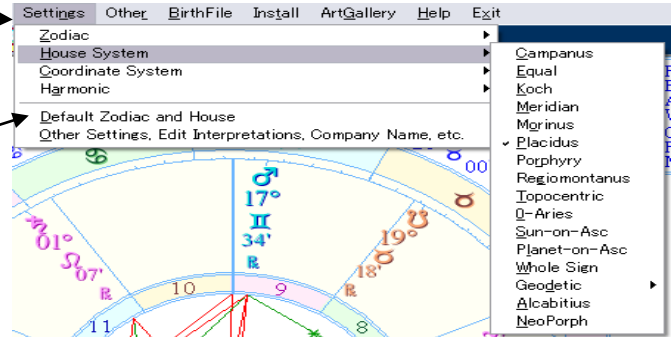 Settings Other BirthFile Install ArtGallery Help Exit
Zodiac
House System
Coordinate System
Harmonic
Default Zodiac and House
Other Settings, Edit Interpretations, Company Name, etc.
Campanus
Equal
Koch
Meridian
Morinus
Placidus
Porphyry
Regiomontanus
Topocentric
0-Aries
Sun-on-Asc
Planet-on-Asc
Whole Sign
Geodetic
Alcabitius
NeoPorph
00'
♂
17°
♊
34'
℞
19°
♉
18'
℞
01°
♌
07'
℞
10
9
11
8